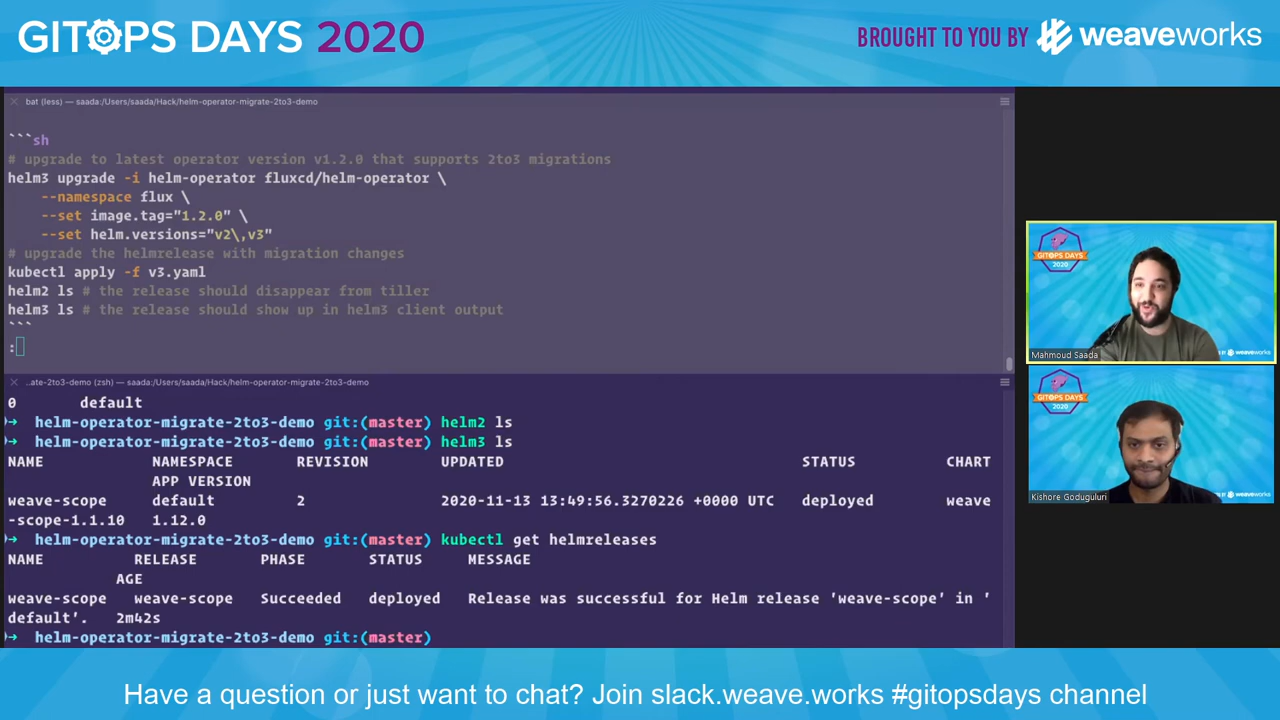 GITOPS DAYS 2020
BROUGHT TO YOU BY weaveworks
bat (less) — saada:/Users/saada/Hack/helm-operator-migrate-2to3-demo
```sh
# upgrade to latest operator version v1.2.0 that supports 2to3 migrations
helm3 upgrade -i helm-operator fluxcd/helm-operator \
--namespace flux \
--set image.tag="1.2.0" \
--set helm.versions="v2\,v3"
# upgrade the helmrelease with migration changes
kubectl apply -f v3.yaml
helm2 ls # the release should disappear from tiller
helm3 ls # the release should show up in helm3 client output
```
:
..ate-2to3-demo (zsh) — saada:/Users/saada/Hack/helm-operator-migrate-2to3-demo
0 default
→ helm-operator-migrate-2to3-demo git:(master) helm2 ls
→ helm-operator-migrate-2to3-demo git:(master) helm3 ls
NAME NAMESPACE REVISION UPDATED STATUS CHART
APP VERSION
weave-scope default 2 2020-11-13 13:49:56.3270226 +0000 UTC deployed weave
-scope-1.1.10 1.12.0
→ helm-operator-migrate-2to3-demo git:(master) kubectl get helmreleases
NAME RELEASE PHASE STATUS MESSAGE
AGE
weave-scope weave-scope Succeeded deployed Release was successful for Helm release 'weave-scope' in '
default'. 2m42s
→ helm-operator-migrate-2to3-demo git:(master)
GITOPS DAYS
2020
weaveworks
Mahmoud Saada
GITOPS DAYS
2020
weaveworks
Kishore Goduguluri
Have a question or just want to chat? Join slack.weave.works #gitopsdays channel